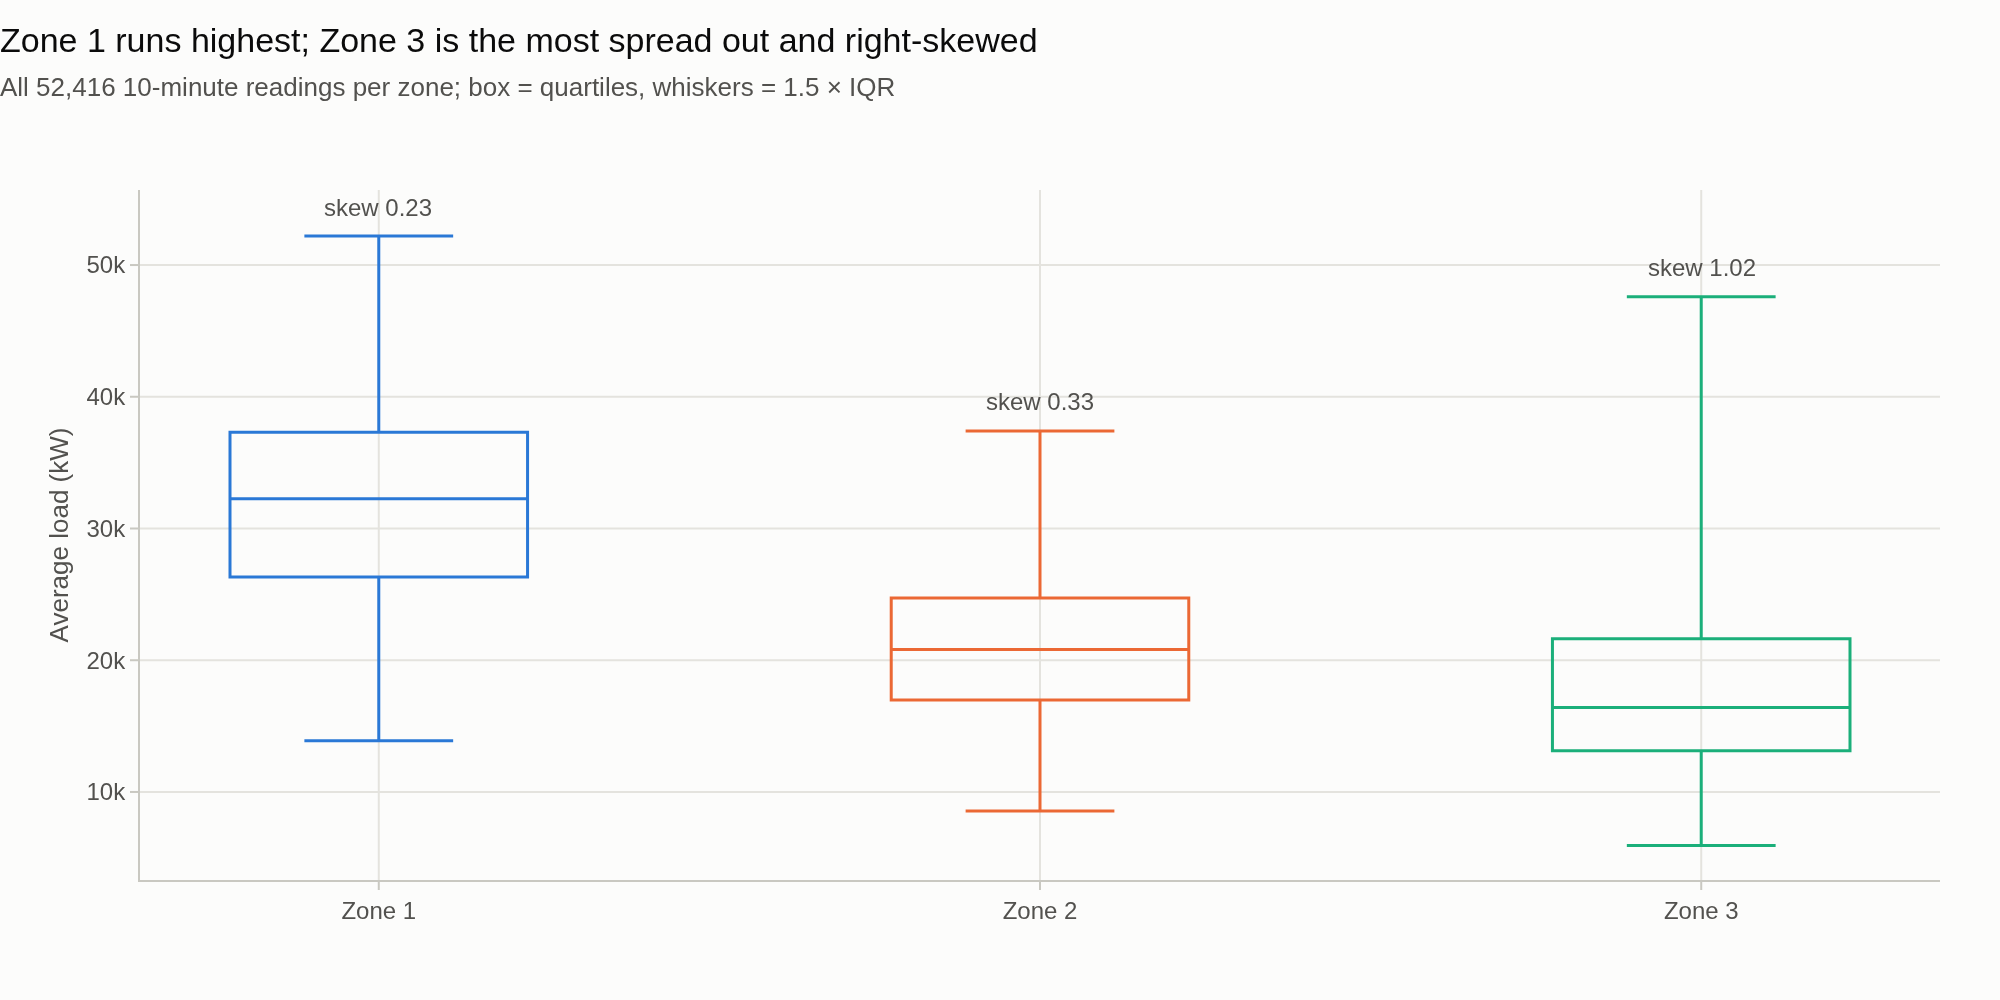 Zone 1 runs highest; Zone 3 is the most spread out and right-skewed
All 52,416 10-minute readings per zone; box = quartiles, whiskers = 1.5 × IQR
skew 0.23
skew 1.02
skew 0.33
50k
40k
30k
20k
10k
Average load (kW)
Zone 1
Zone 2
Zone 3